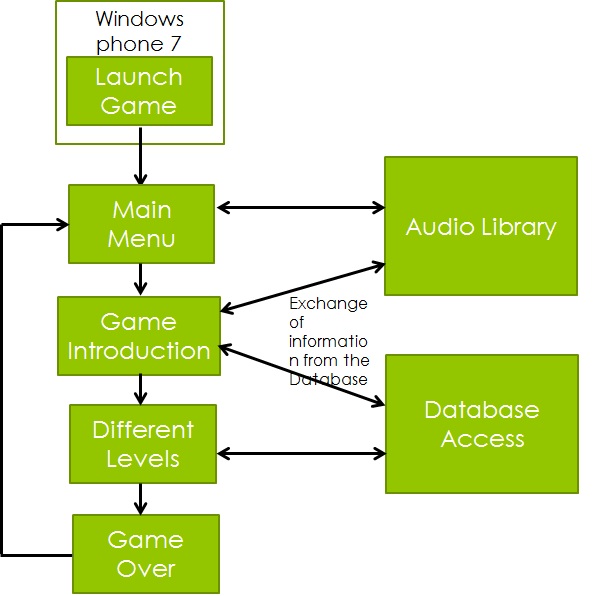 Windows
phone 7
Launch
Game
Main
Menu
Audio Library
Game
Introduction
Exchange
of
informatio
n from the
Database
Different
Levels
Database
Access
Game
Over